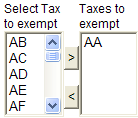 Select Tax
to exempt
AB
AC
AD
AE
AF
>
<
Taxes to
exempt
AA